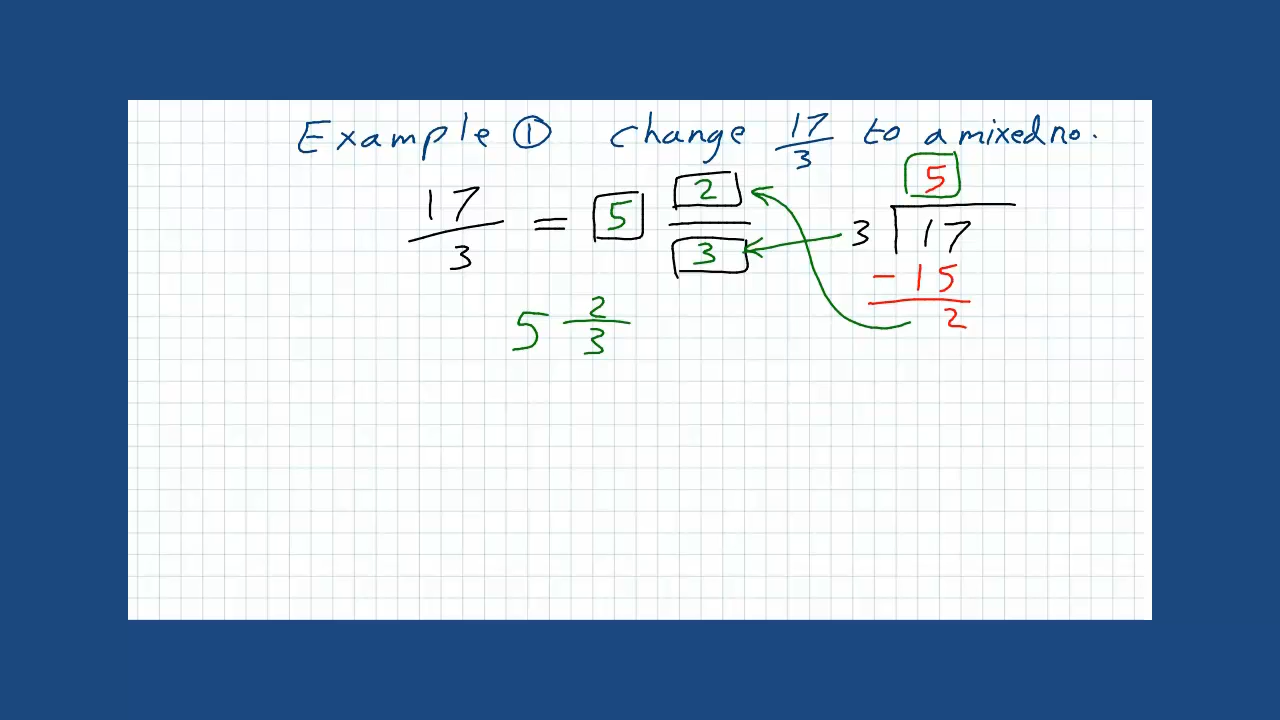 Example ① change 17/3 to a mixed no.
17/3 = 5 2/3
5 2/3
5
3 17
- 15
2